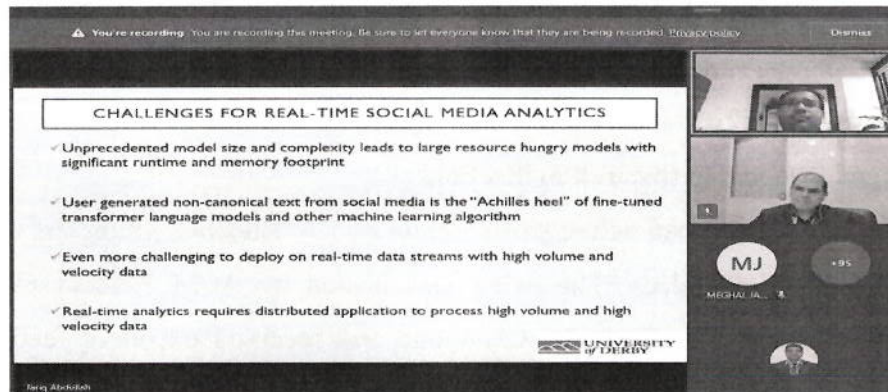 You're recording You are recording this meeting. Be sure to let everyone know that they are being recorded. Privacy policy Dismiss
CHALLENGES FOR REAL-TIME SOCIAL MEDIA ANALYTICS
Unprecedented model size and complexity leads to large resource hungry models with
significant runtime and memory footprint
User generated non-canonical text from social media is the "Achilles heel" of fine-tuned
transformer language models and other machine learning algorithm
Even more challenging to deploy on real-time data streams with high volume and
velocity data
Real-time analytics requires distributed application to process high volume and high
velocity data
UNIVERSITY
of DERBY
MJ
+95
MEGHAI JA...
Tariq Abdullah